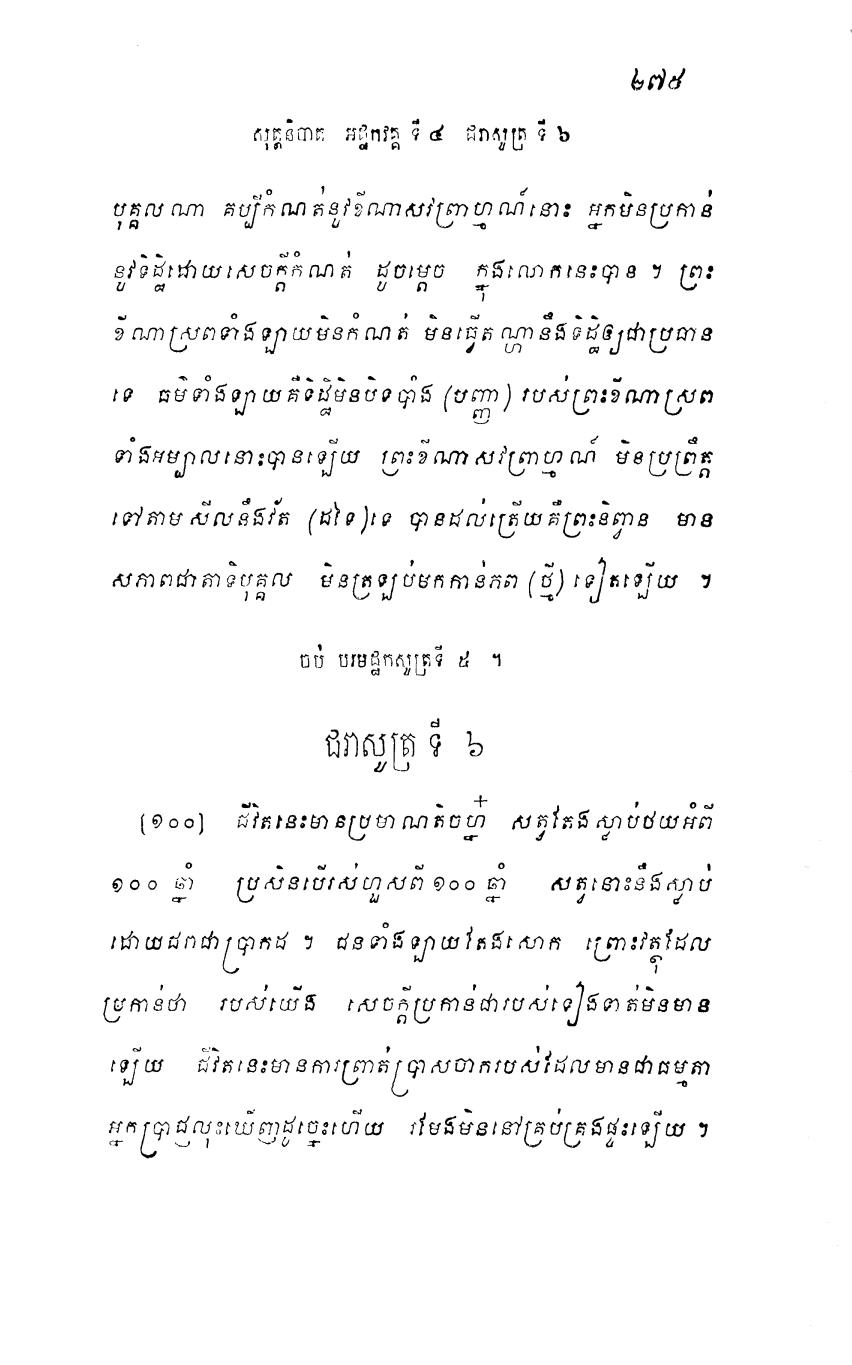 ២៧៥
សុត្តនិបាត អដ្ឋកវគ្គ ទី ៤ ជរាសូត្រ ទី ៦
បុគ្គលណា គប្បីកំណត់នូវខីណាសវព្រាហ្មណ៍នោះ អ្នកមិនប្រកាន់
នូវទិដ្ឋិដោយសេចក្តីកំណត់ ដូចម្តេច ក្នុងលោកនេះបាន ។ ព្រះ
ខីណាស្រពទាំងឡាយមិនកំណត់ មិនធ្វើតណ្ហានឹងទិដ្ឋិឲ្យជាប្រធាន
ទេ ធម៌ទាំងឡាយគឺទិដ្ឋិមិនបិទបាំង (បញ្ញា) របស់ព្រះខីណាស្រព
ទាំងអម្បាលនោះបានឡើយ ព្រះខីណាសវព្រាហ្មណ៍ មិនប្រព្រឹត្ត
ទៅតាមសីលនឹងវ័ត (ដទៃ)ទេ បានដល់ត្រើយគឺព្រះនិព្វាន មាន
សភាពជាតាទិបុគ្គល មិនត្រឡប់មកកាន់ភព (ថ្មី) ទៀតឡើយ ។
ចប់ បរមដ្ឋកសូត្រទី ៥ ។
ជរាសូត្រ ទី ៦
(១០០) ជីវិតនេះមានប្រមាណតិចហ្ន៎ សត្វតែងស្លាប់ថយអំពី
១០០ ឆ្នាំ ប្រសិនបើរស់ហួសពី ១០០ ឆ្នាំ សត្វនោះនឹងស្លាប់
ដោយជរាជាប្រាកដ ។ ជនទាំងឡាយតែងសោក ព្រោះវត្ថុដែល
ប្រកាន់ថា របស់យើង សេចក្តីប្រកាន់ជារបស់ទៀងទាត់មិនមាន
ឡើយ ជីវិតនេះមានការព្រាត់ប្រាសចាករបស់ដែលមានជាធម្មតា
អ្នកប្រាជ្ញលុះឃើញដូច្នេះហើយ រមែងមិននៅគ្រប់គ្រងផ្ទះឡើយ ។